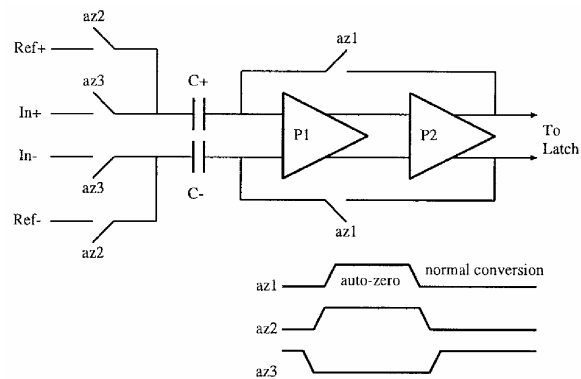 az2
Ref+
az1
C+
az3
In+
P1
P2
To
Latch
In-
az3
C-
Ref-
az2
az1
az1
auto-zero
normal conversion
az2
az3